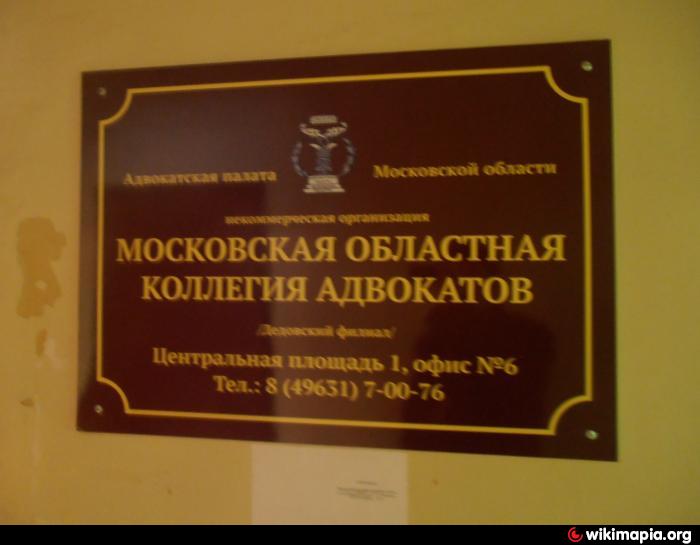 Адвокатская палата Московской области
некоммерческая организация
МОСКОВСКАЯ ОБЛАСТНАЯ
КОЛЛЕГИЯ АДВОКАТОВ
/Дедовский филиал/
Центральная площадь 1, офис №6
Тел.: 8 (49631) 7-00-76
wikimapia.org